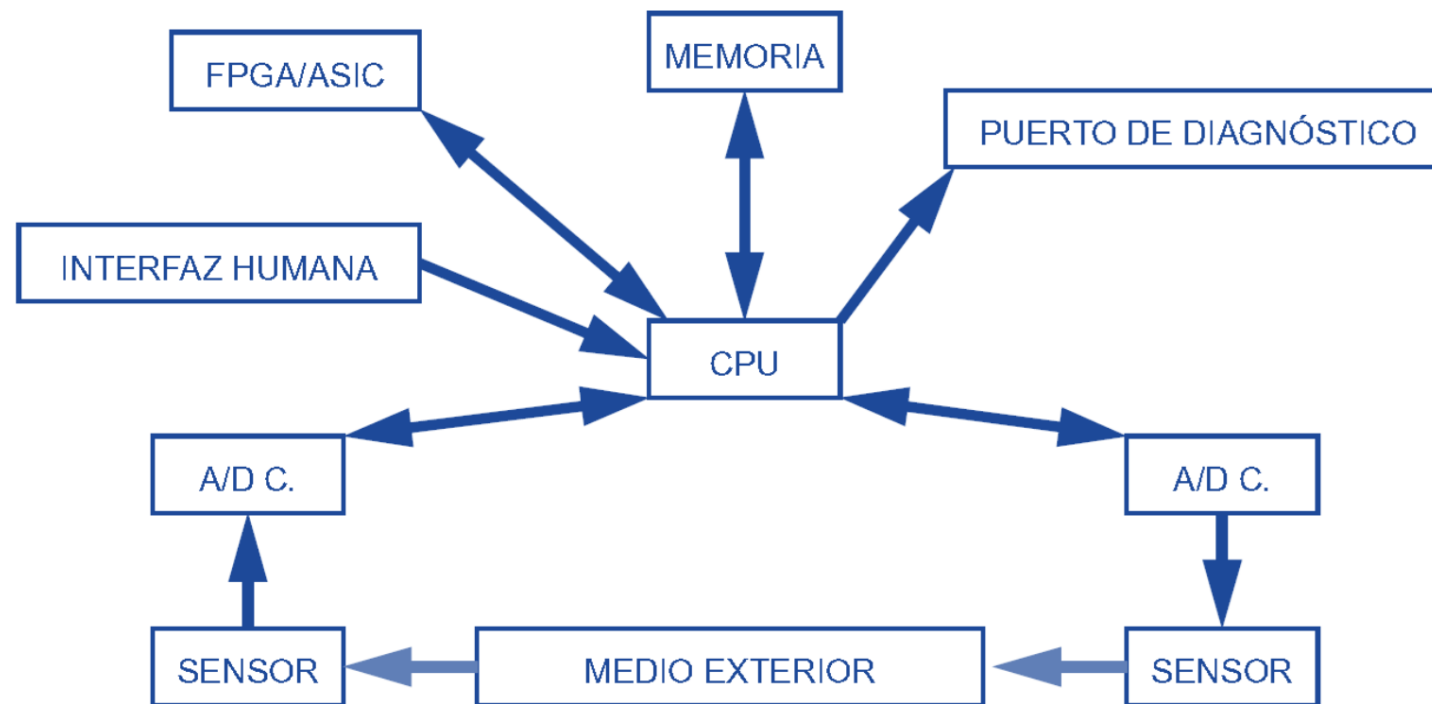 MEMORIA
FPGA/ASIC
PUERTO DE DIAGNÓSTICO
INTERFAZ HUMANA
CPU
A/D C.
A/D C.
SENSOR
MEDIO EXTERIOR
SENSOR